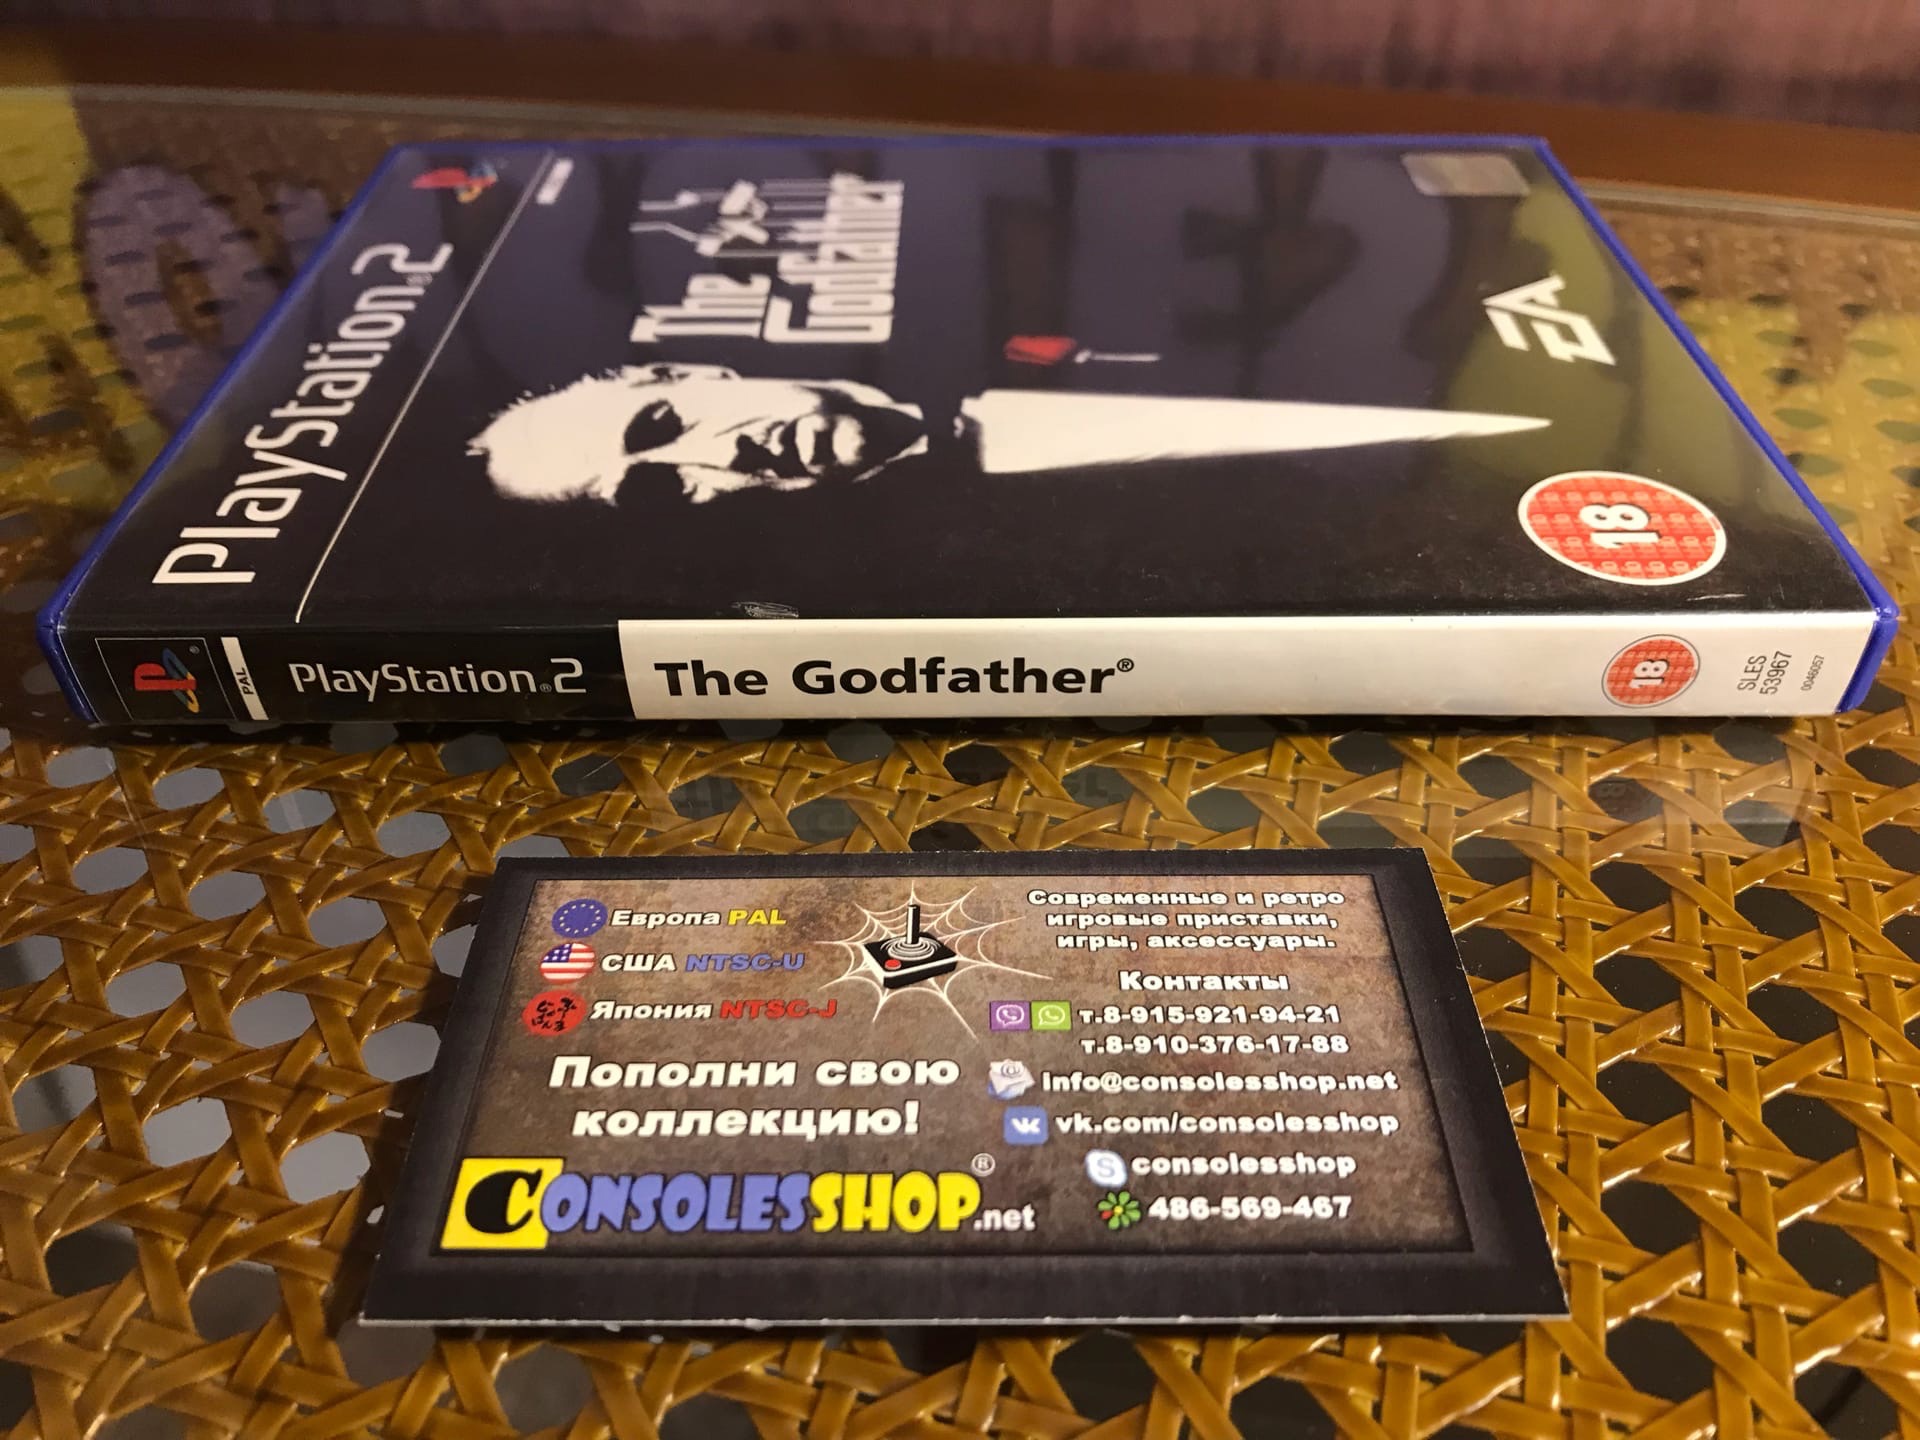 PlayStation®2
The
Godfather
EA
18
PAL
PlayStation®2
The Godfather®
18
SLES
53967
0046057
Европа PAL
США NTSC-U
Япония NTSC-J
Пополни свою
коллекцию!
CONSOLESSHOP.net®
Современные и ретро
игровые приставки,
игры, аксессуары.
Контакты
т.8-915-921-94-21
т.8-910-376-17-88
info@consolesshop.net
vk.com/consolesshop
consolesshop
486-569-467